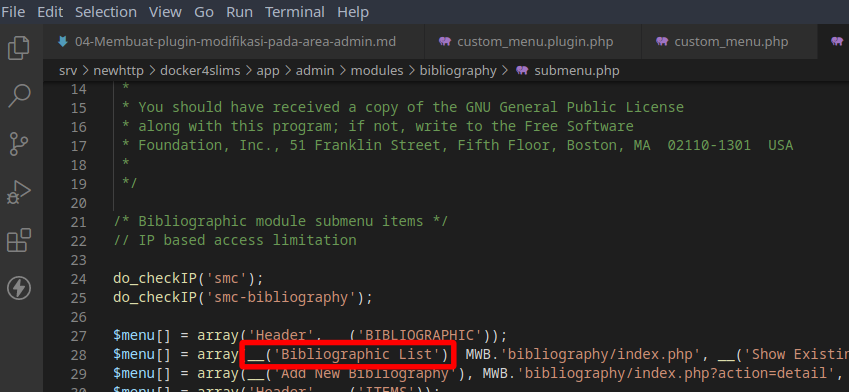 File Edit Selection View Go Run Terminal Help
04-Membuat-plugin-modifikasi-pada-area-admin.md custom_menu.plugin.php custom_menu.php
srv > newhttp > docker4slims > app > admin > modules > bibliography > submenu.php
14 *
15 * You should have received a copy of the GNU General Public License
16 * along with this program; if not, write to the Free Software
17 * Foundation, Inc., 51 Franklin Street, Fifth Floor, Boston, MA  02110-1301  USA
18 *
19 */
20
21 /* Bibliographic module submenu items */
22 // IP based access limitation
23
24 do_checkIP('smc');
25 do_checkIP('smc-bibliography');
26
27 $menu[] = array('Header', __('BIBLIOGRAPHIC'));
28 $menu[] = array(__('Bibliographic List'), MWB.'bibliography/index.php', __('Show Existin
29 $menu[] = array(__('Add New Bibliography'), MWB.'bibliography/index.php?action=detail',
30 $menu[] = array('Header', __('ITEMS'));